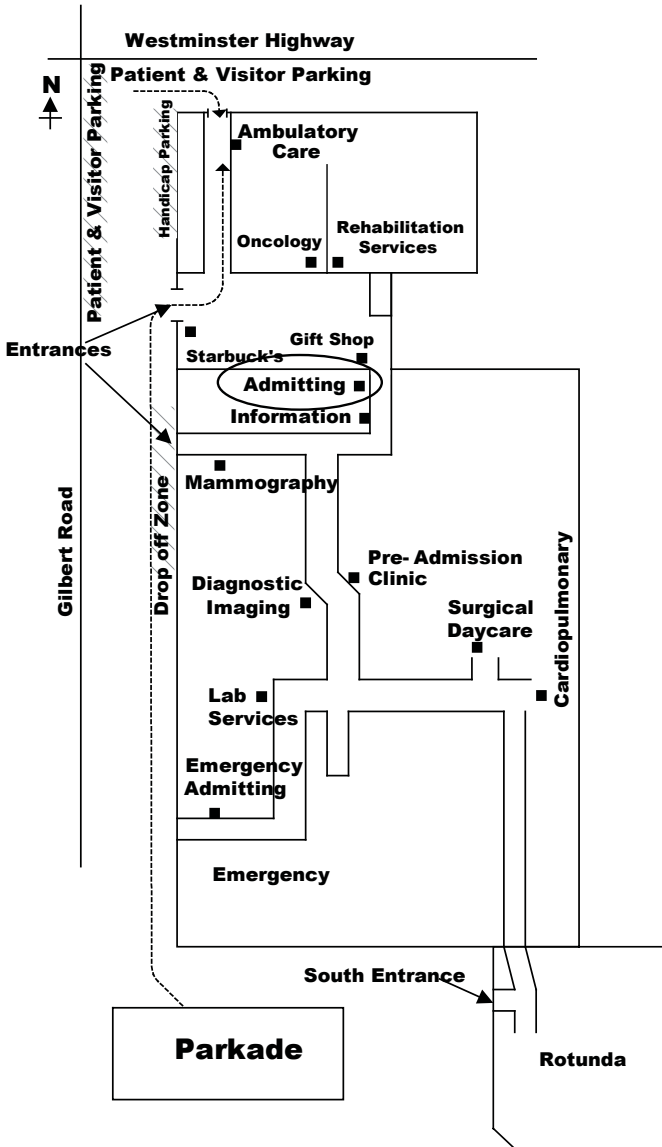 Westminster Highway
N
Patient & Visitor Parking
Patient & Visitor Parking
Handicap Parking
Ambulatory
Care
Oncology
Rehabilitation
Services
Entrances
Gift Shop
Starbuck's
Admitting
Information
Mammography
Gilbert Road
Drop off Zone
Pre- Admission
Clinic
Diagnostic
Imaging
Surgical
Daycare
Cardiopulmonary
Lab
Services
Emergency
Admitting
Emergency
South Entrance
Parkade
Rotunda